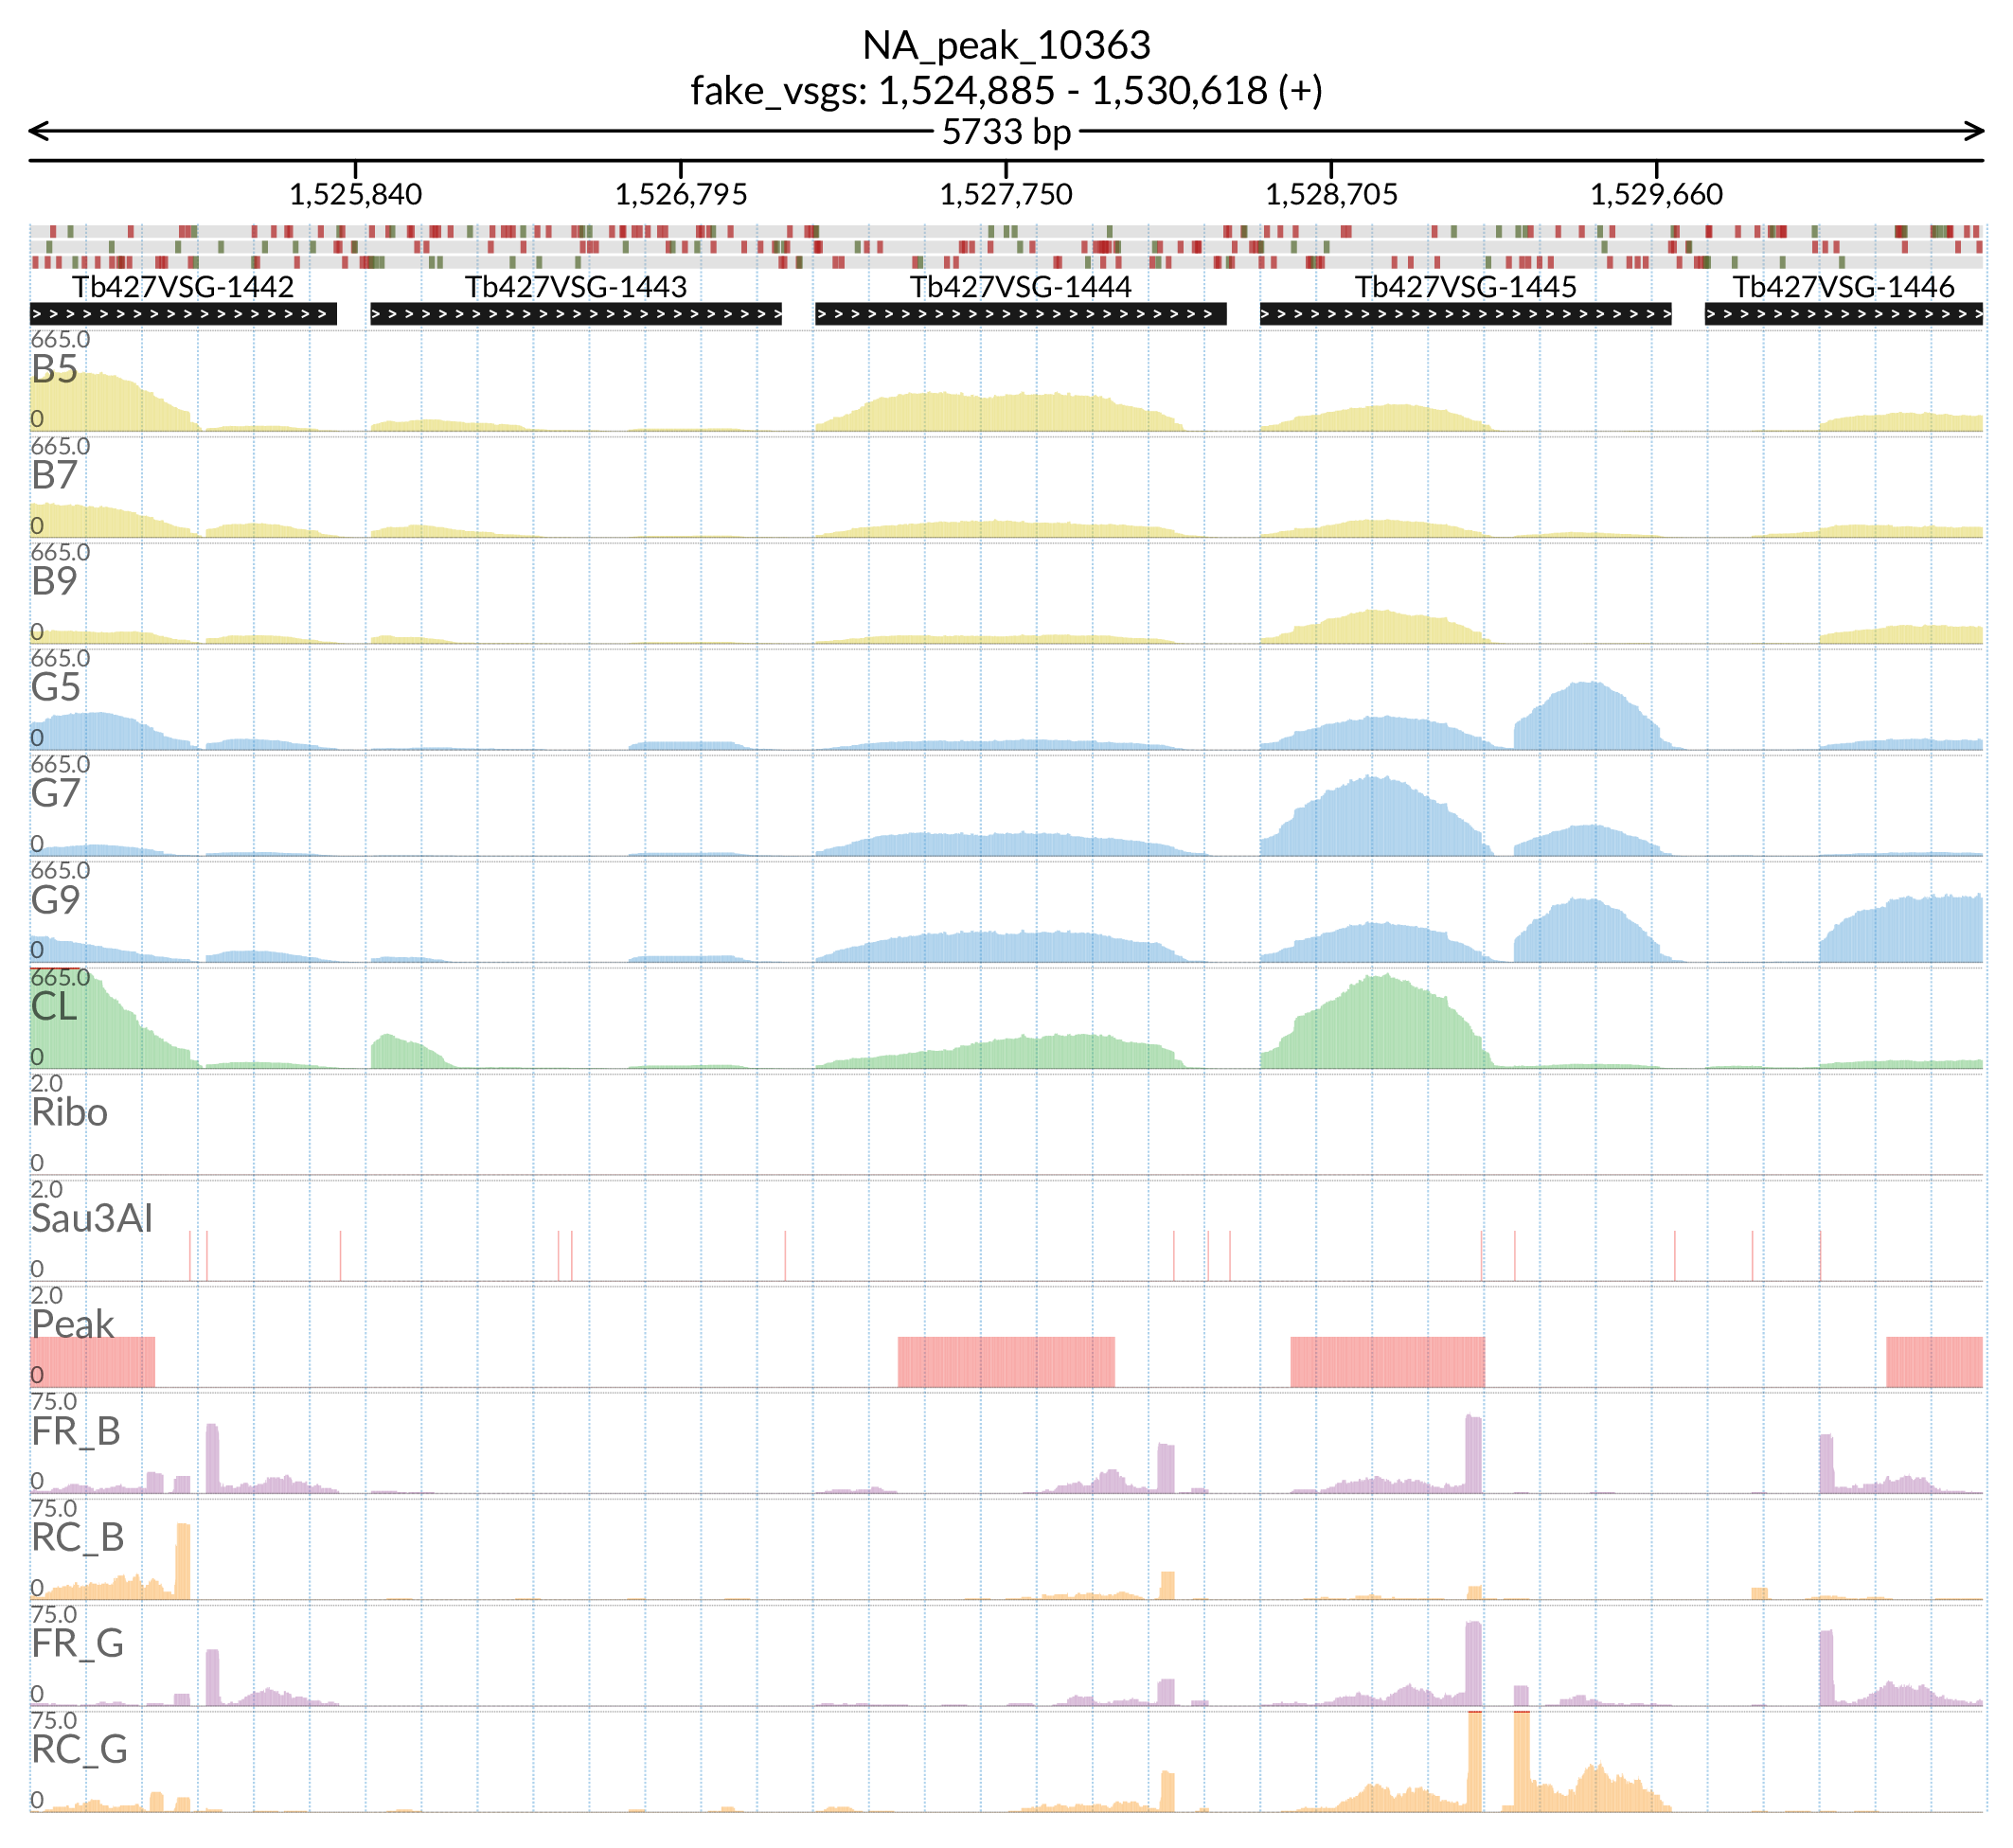 NA_peak_10363
fake_vsgs: 1,524,885 - 1,530,618 (+)
5733 bp
1,525,840 1,526,795 1,527,750 1,528,705 1,529,660
Tb427VSG-1442 Tb427VSG-1443 Tb427VSG-1444 Tb427VSG-1445 Tb427VSG-1446
665.0
B5
0
665.0
B7
0
665.0
B9
0
665.0
G5
0
665.0
G7
0
665.0
G9
0
665.0
CL
0
2.0
Ribo
0
2.0
Sau3AI
0
2.0
Peak
0
75.0
FR_B
0
75.0
RC_B
0
75.0
FR_G
0
75.0
RC_G
0